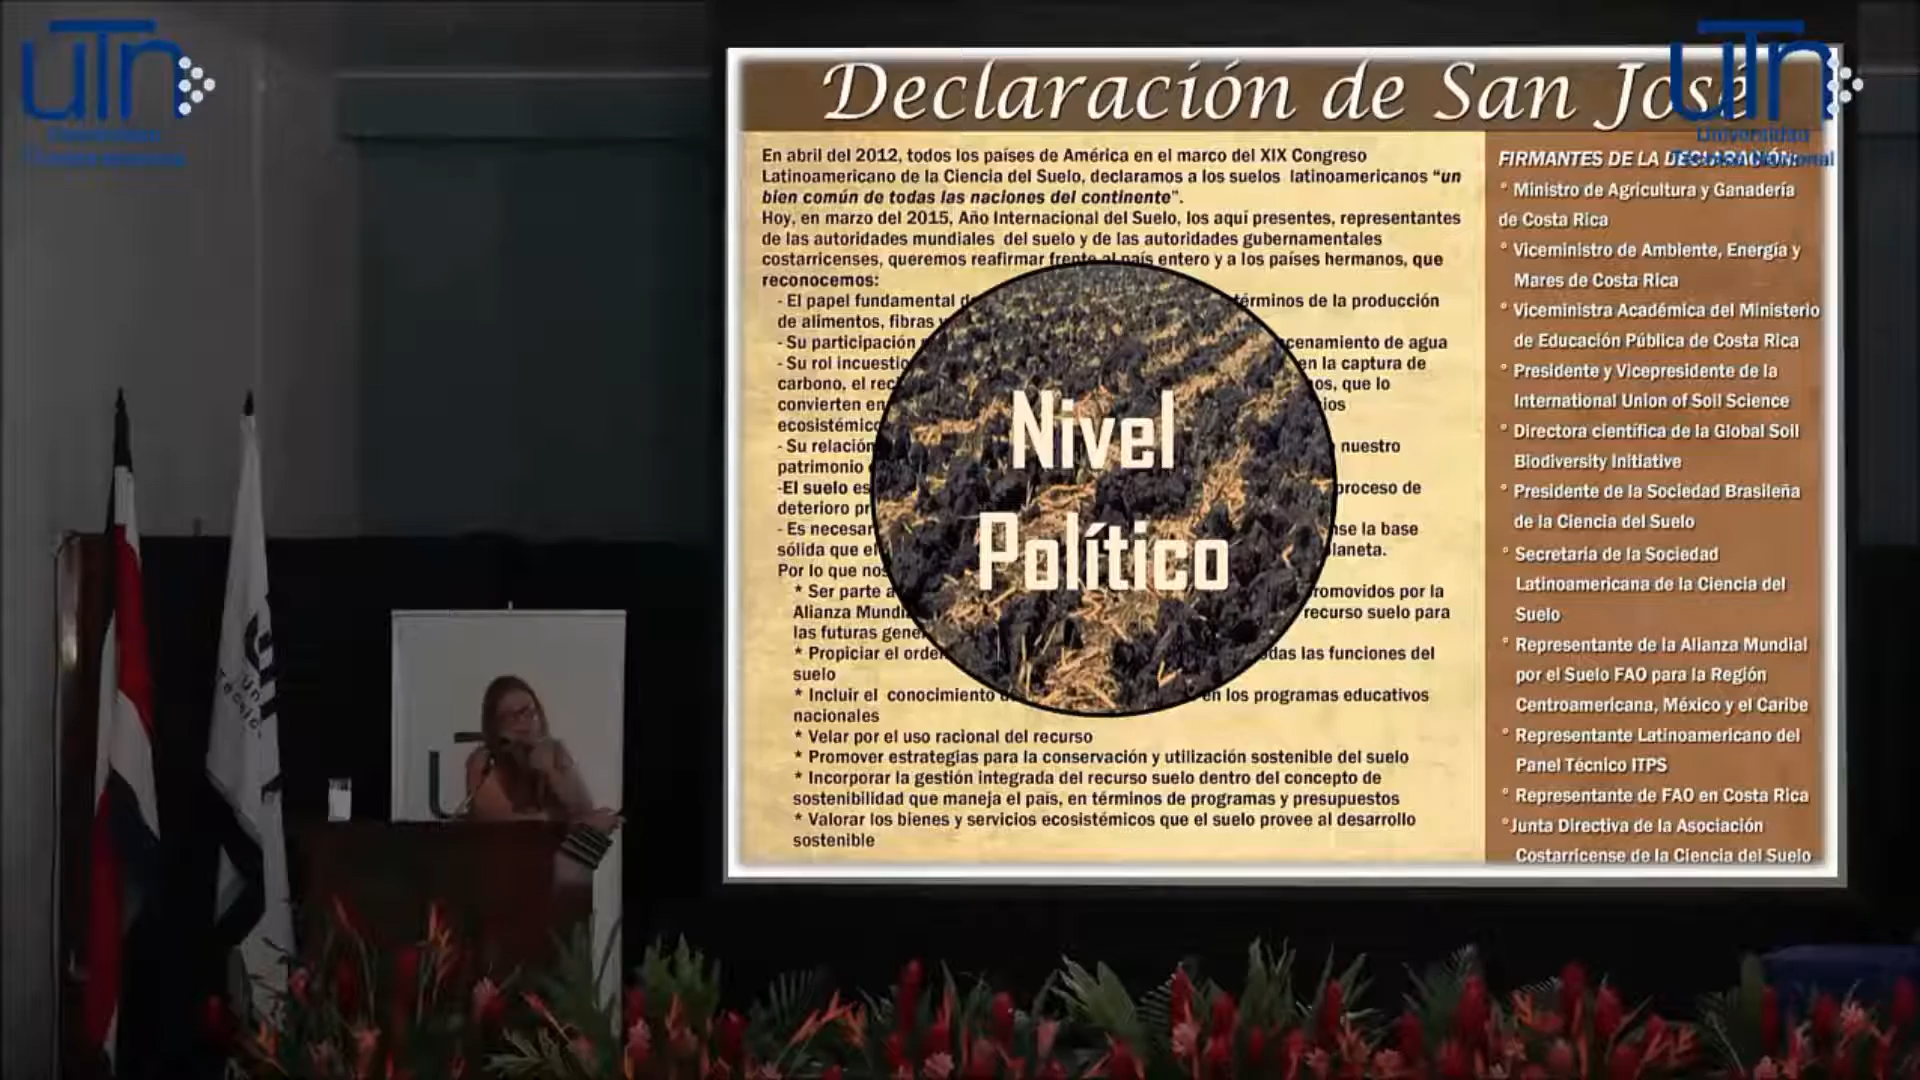 utn
utn
Universidad
Técnica Nacional
Declaración de San José
En abril del 2012, todos los países de América en el marco del XIX Congreso
Latinoamericano de la Ciencia del Suelo, declaramos a los suelos latinoamericanos “un
bien común de todas las naciones del continente”.
Hoy, en marzo del 2015, Año Internacional del Suelo, los aquí presentes, representantes
de las autoridades mundiales del suelo y de las autoridades gubernamentales
costarricenses, queremos reafirmar frente al país entero y a los países hermanos, que
reconocemos:
- El papel fundamental términos de la producción
de alimentos, fibras
- Su participación de agua
- Su rol en la captura de
carbono, el que lo
convierten en
- Su relación nuestro
patrimonio
-El suelo proceso de
deterioro
- Es la base
sólida que
Por lo que
* Ser parte por la
Alianza recurso suelo para
las futuras
* Propiciar el las funciones del
suelo
* Incluir el conocimiento en los programas educativos
nacionales
* Velar por el uso racional del recurso
* Promover estrategias para la conservación y utilización sostenible del suelo
* Incorporar la gestión integrada del recurso suelo dentro del concepto de
sostenibilidad que maneja el país, en términos de programas y presupuestos
* Valorar los bienes y servicios ecosistémicos que el suelo provee al desarrollo
sostenible
Nivel
Político
FIRMANTES DE LA DECLARACIÓN:
° Ministro de Agricultura y Ganadería
de Costa Rica
° Viceministro de Ambiente, Energía y
Mares de Costa Rica
° Viceministra Académica del Ministerio
de Educación Pública de Costa Rica
° Presidente y Vicepresidente de la
International Union of Soil Science
° Directora científica de la Global Soil
Biodiversity Initiative
° Presidente de la Sociedad Brasileña
de la Ciencia del Suelo
° Secretaria de la Sociedad
Latinoamericana de la Ciencia del
Suelo
° Representante de la Alianza Mundial
por el Suelo FAO para la Región
Centroamericana, México y el Caribe
° Representante Latinoamericano del
Panel Técnico ITPS
° Representante de FAO en Costa Rica
°Junta Directiva de la Asociación
Costarricense de la Ciencia del Suelo